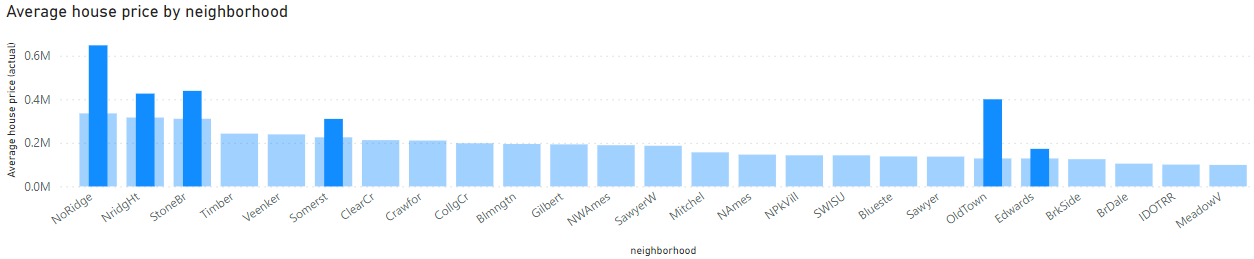 Average house price by neighborhood
Average house price (actual)
0.6M
0.4M
0.2M
0.0M
NoRidge
NridgHt
StoneBr
Timber
Veenker
Somerst
ClearCr
Crawfor
CollgCr
Blmngtn
Gilbert
NWAmes
SawyerW
Mitchel
NAmes
NPkVill
SWISU
Blueste
Sawyer
OldTown
Edwards
BrkSide
BrDale
IDOTRR
MeadowV
neighborhood